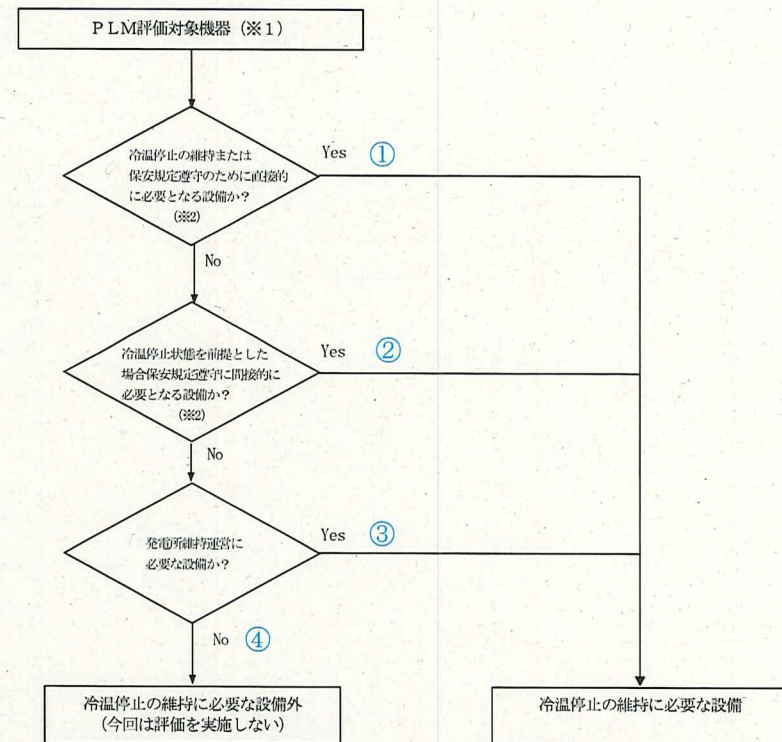 ＰＬＭ評価対象機器（※１）
冷温停止の維持または
保安規定遵守のために直接的
に必要となる設備か？
（※2）
Yes ①
No
冷温停止状態を前提とした
場合保安規定遵守に間接的に
必要となる設備か？
（※2）
Yes ②
No
発電所維持運営に
必要な設備か？
Yes ③
No ④
冷温停止の維持に必要な設備外
（今回は評価を実施しない）
冷温停止の維持に必要な設備